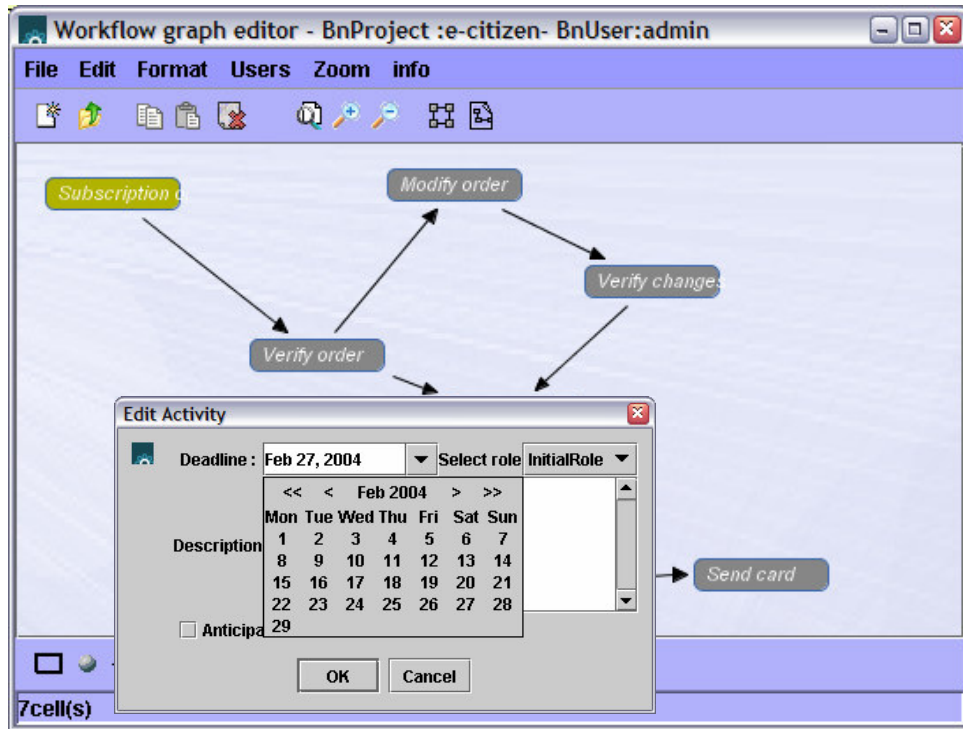 Workflow graph editor - BnProject :e-citizen- BnUser:admin
File Edit Format Users Zoom info
Subscription
Modify order
Verify changes
Verify order
Edit Activity
Deadline : Feb 27, 2004 Select role InitialRole
<< < Feb 2004 > >>
Mon Tue Wed Thu Fri Sat Sun
1 2 3 4 5 6 7
Description
8 9 10 11 12 13 14
15 16 17 18 19 20 21
22 23 24 25 26 27 28
29
Anticipa
Send card
OK Cancel
7cell(s)